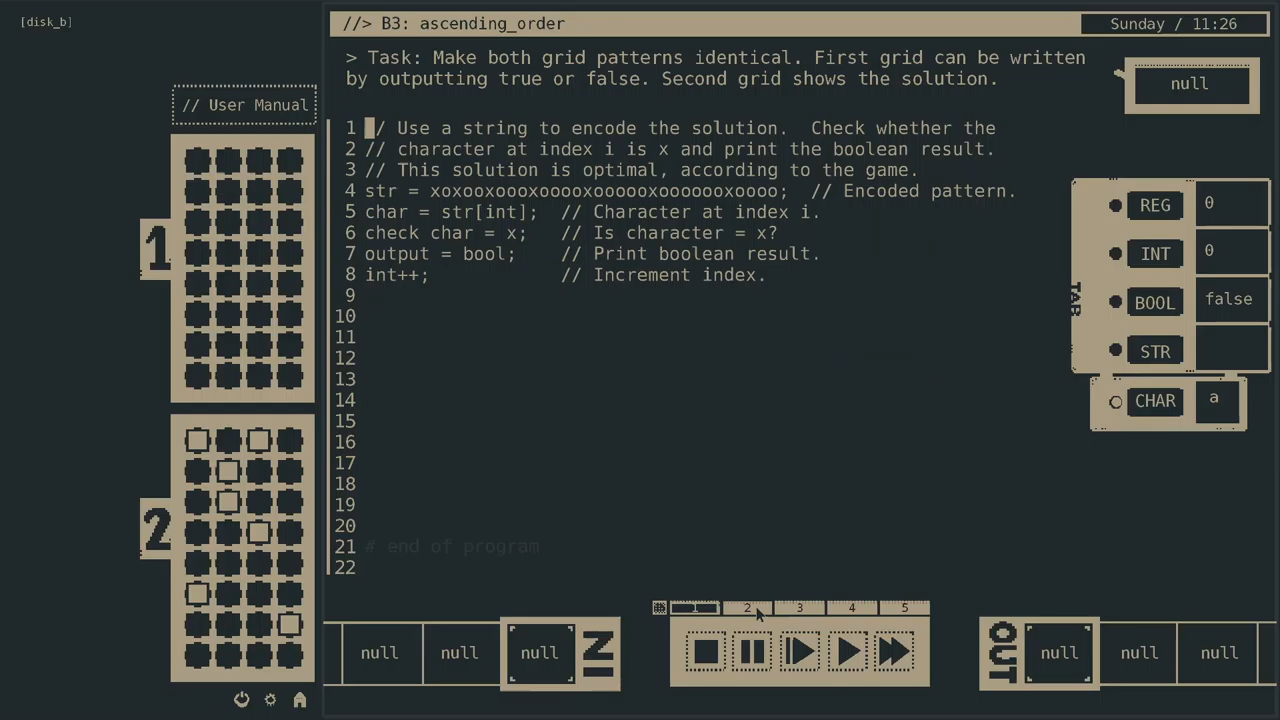 [disk_b]
//> B3: ascending_order
Sunday / 11:26
> Task: Make both grid patterns identical. First grid can be written
by outputting true or false. Second grid shows the solution.
null
// User Manual
1 // Use a string to encode the solution.  Check whether the
2 // character at index i is x and print the boolean result.
3 // This solution is optimal, according to the game.
4 str = xoxooxoooxooooxoooooxooooooxoooo;  // Encoded pattern.
5 char = str[int];  // Character at index i.
6 check char = x;   // Is character = x?
7 output = bool;    // Print boolean result.
8 int++;            // Increment index.
9
10
11
12
13
14
15
16
17
18
19
20
21 # end of program
22
1
2
TAB
REG 0
INT 0
BOOL false
STR
CHAR a
1 2 3 4 5
null null null IN
OUT null null null